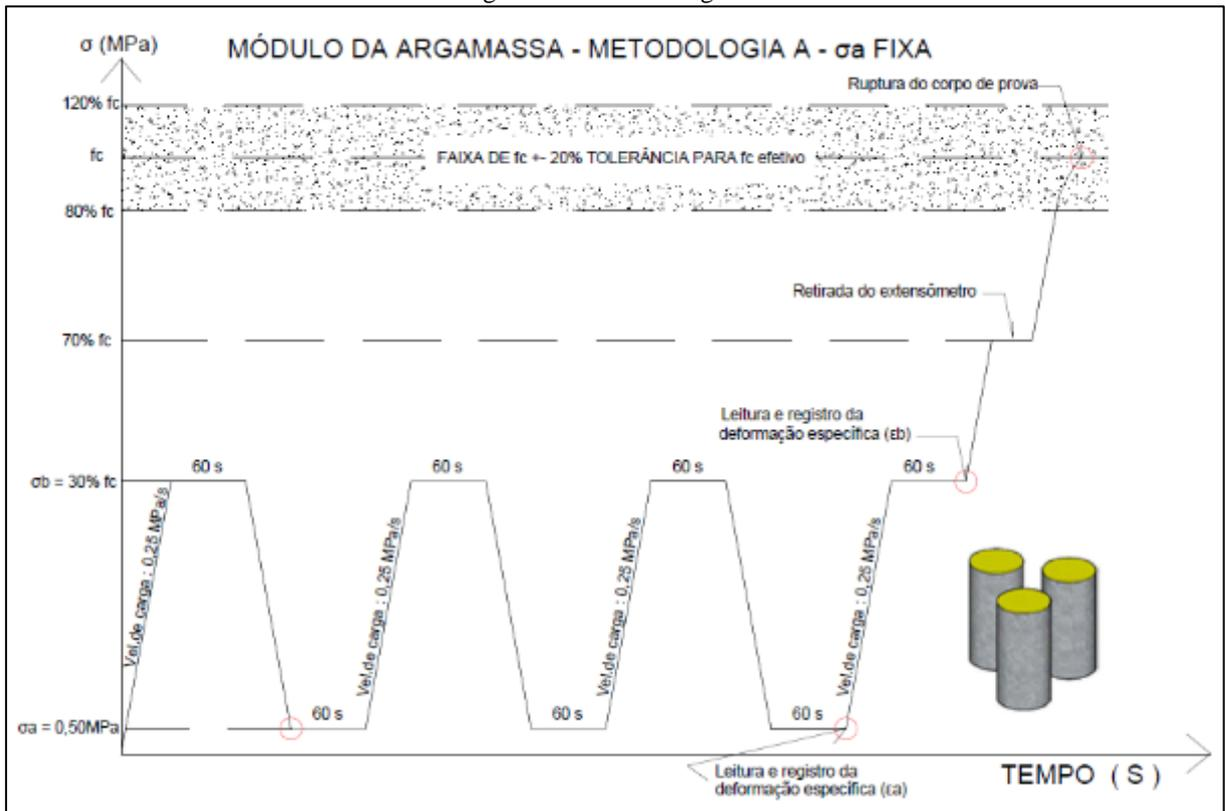 σ (MPa)
MÓDULO DA ARGAMASSA - METODOLOGIA A - σa FIXA
Ruptura do corpo de prova
120% fc
fc
FAIXA DE fc +- 20% TOLERÂNCIA PARA fc efetivo
80% fc
Retirada do extensômetro
70% fc
Leitura e registro da
deformação específica (εb)
60 s
60 s
60 s
60 s
σb = 30% fc
Vel.de carga : 0,25 MPa/s
Vel.de carga : 0,25 MPa/s
Vel.de carga : 0,25 MPa/s
Vel.de carga : 0,25 MPa/s
60 s
60 s
60 s
σa = 0,50MPa
Leitura e registro da
deformação específica (εa)
TEMPO ( S )